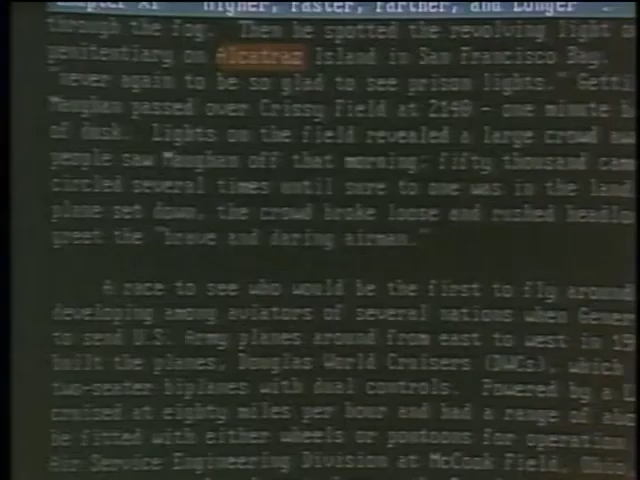 Chapter XI Higher, Faster, Farther, and Longer
through the fog. Then he spotted the revolving light
penitentiary on Alcatraz Island in San Francisco Bay.
"never again to be so glad to see prison lights." Getti
Maughan passed over Crissy Field at 2140 - one minute
of dusk. Lights on the field revealed a large crowd
people saw Maughan off that morning; fifty thousand cam
circled several times until sure no one was in the land
plane set down, the crowd broke loose and rushed headlo
greet the "brave and daring airman."
A race to see who would be the first to fly around
developing among aviators of several nations when Gener
to send U.S. Army planes around from east to west in 19
built the planes, Douglas World Cruisers (DWCs), which
two-seater biplanes with dual controls. Powered by a
cruised at eighty miles per hour and had a range of abo
be fitted with either wheels or pontoons for operation
Air Service Engineering Division at McCook Field,